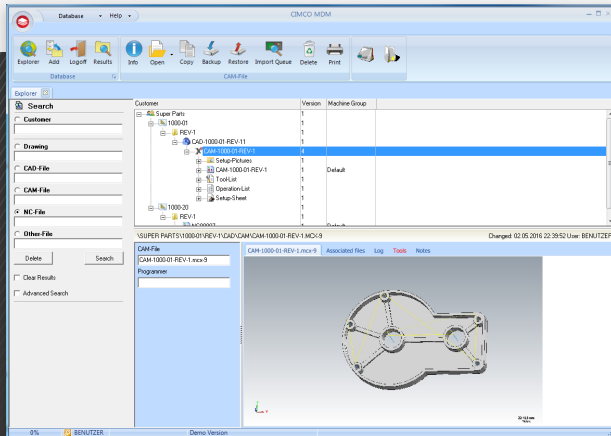 Database
Help
CIMCO MDM
Explorer Add Logoff Results Info Open Copy Backup Restore Import Queue Delete Print
Database CAM-File
Explorer
Search
Customer
Drawing
CAD-File
CAM-File
NC-File
Other-File
Delete Search
Clear Results
Advanced Search
Customer Version Machine Group
Super Parts 1
1000-01 1
REV-1 1
CAD-1000-01-REV-11 1
CAM-1000-01-REV-1 4
Setup-Pictures 1
CAM-1000-01-REV-1 1 Default
Tool-List 1
Operation-List 1
Setup-Sheet 1
1000-20 1
REV-1 1
\SUPER PARTS\1000-01\REV-1\CAD\CAM\CAM-1000-01-REV-1.MCX-9 Changed: 02.05.2016 22:39:52 User: BENUTZER
CAM-File
CAM-1000-01-REV-1.mcx-9
Programmer
CAM-1000-01-REV-1.mcx-9 Associated files Log Tools Notes
0% BENUTZER Demo Version